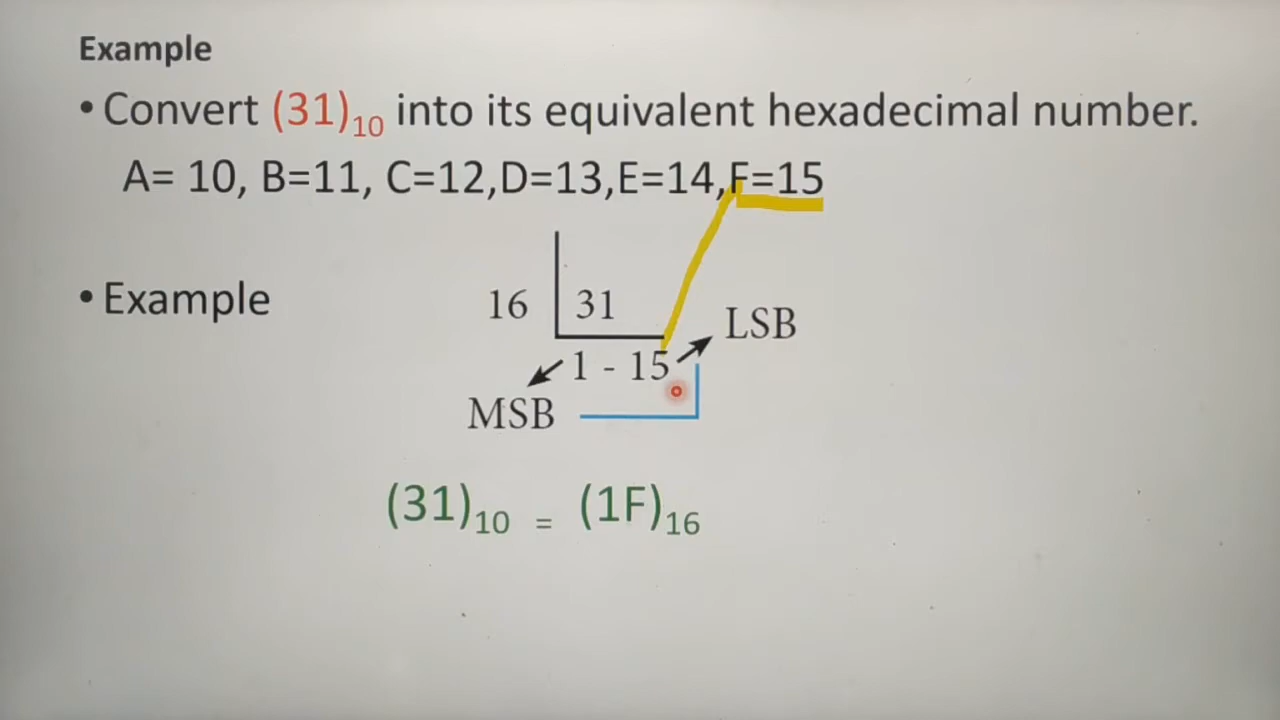 Example
• Convert (31)10 into its equivalent hexadecimal number.
A= 10, B=11, C=12,D=13,E=14,F=15
• Example
16 31
LSB
1 - 15
MSB
(31)10 = (1F)16